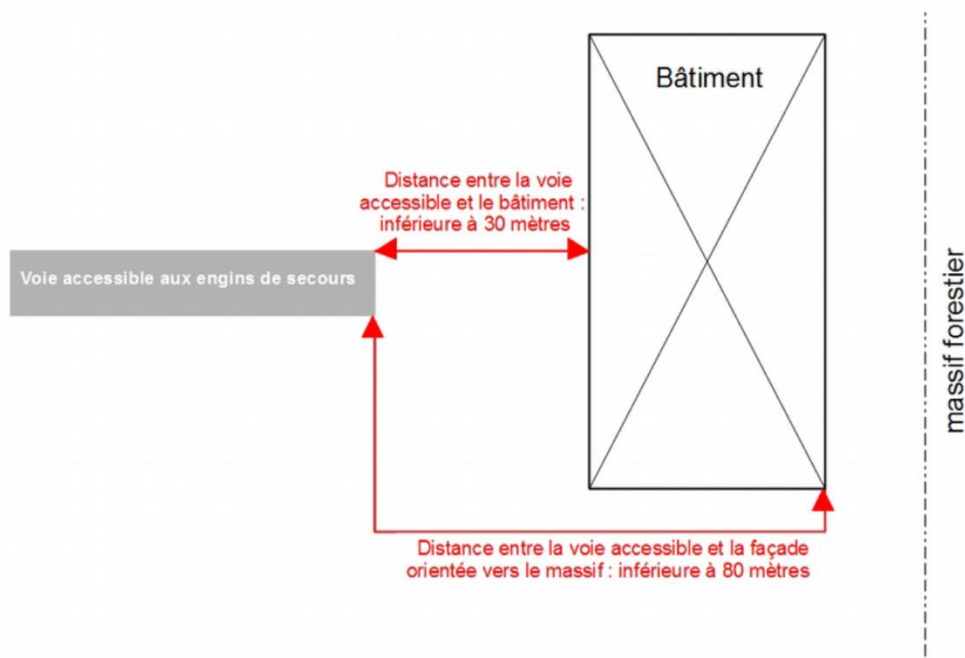 Bâtiment
Distance entre la voie
accessible et le bâtiment :
inférieure à 30 mètres
Voie accessible aux engins de secours
massif forestier
Distance entre la voie accessible et la façade
orientée vers le massif : inférieure à 80 mètres